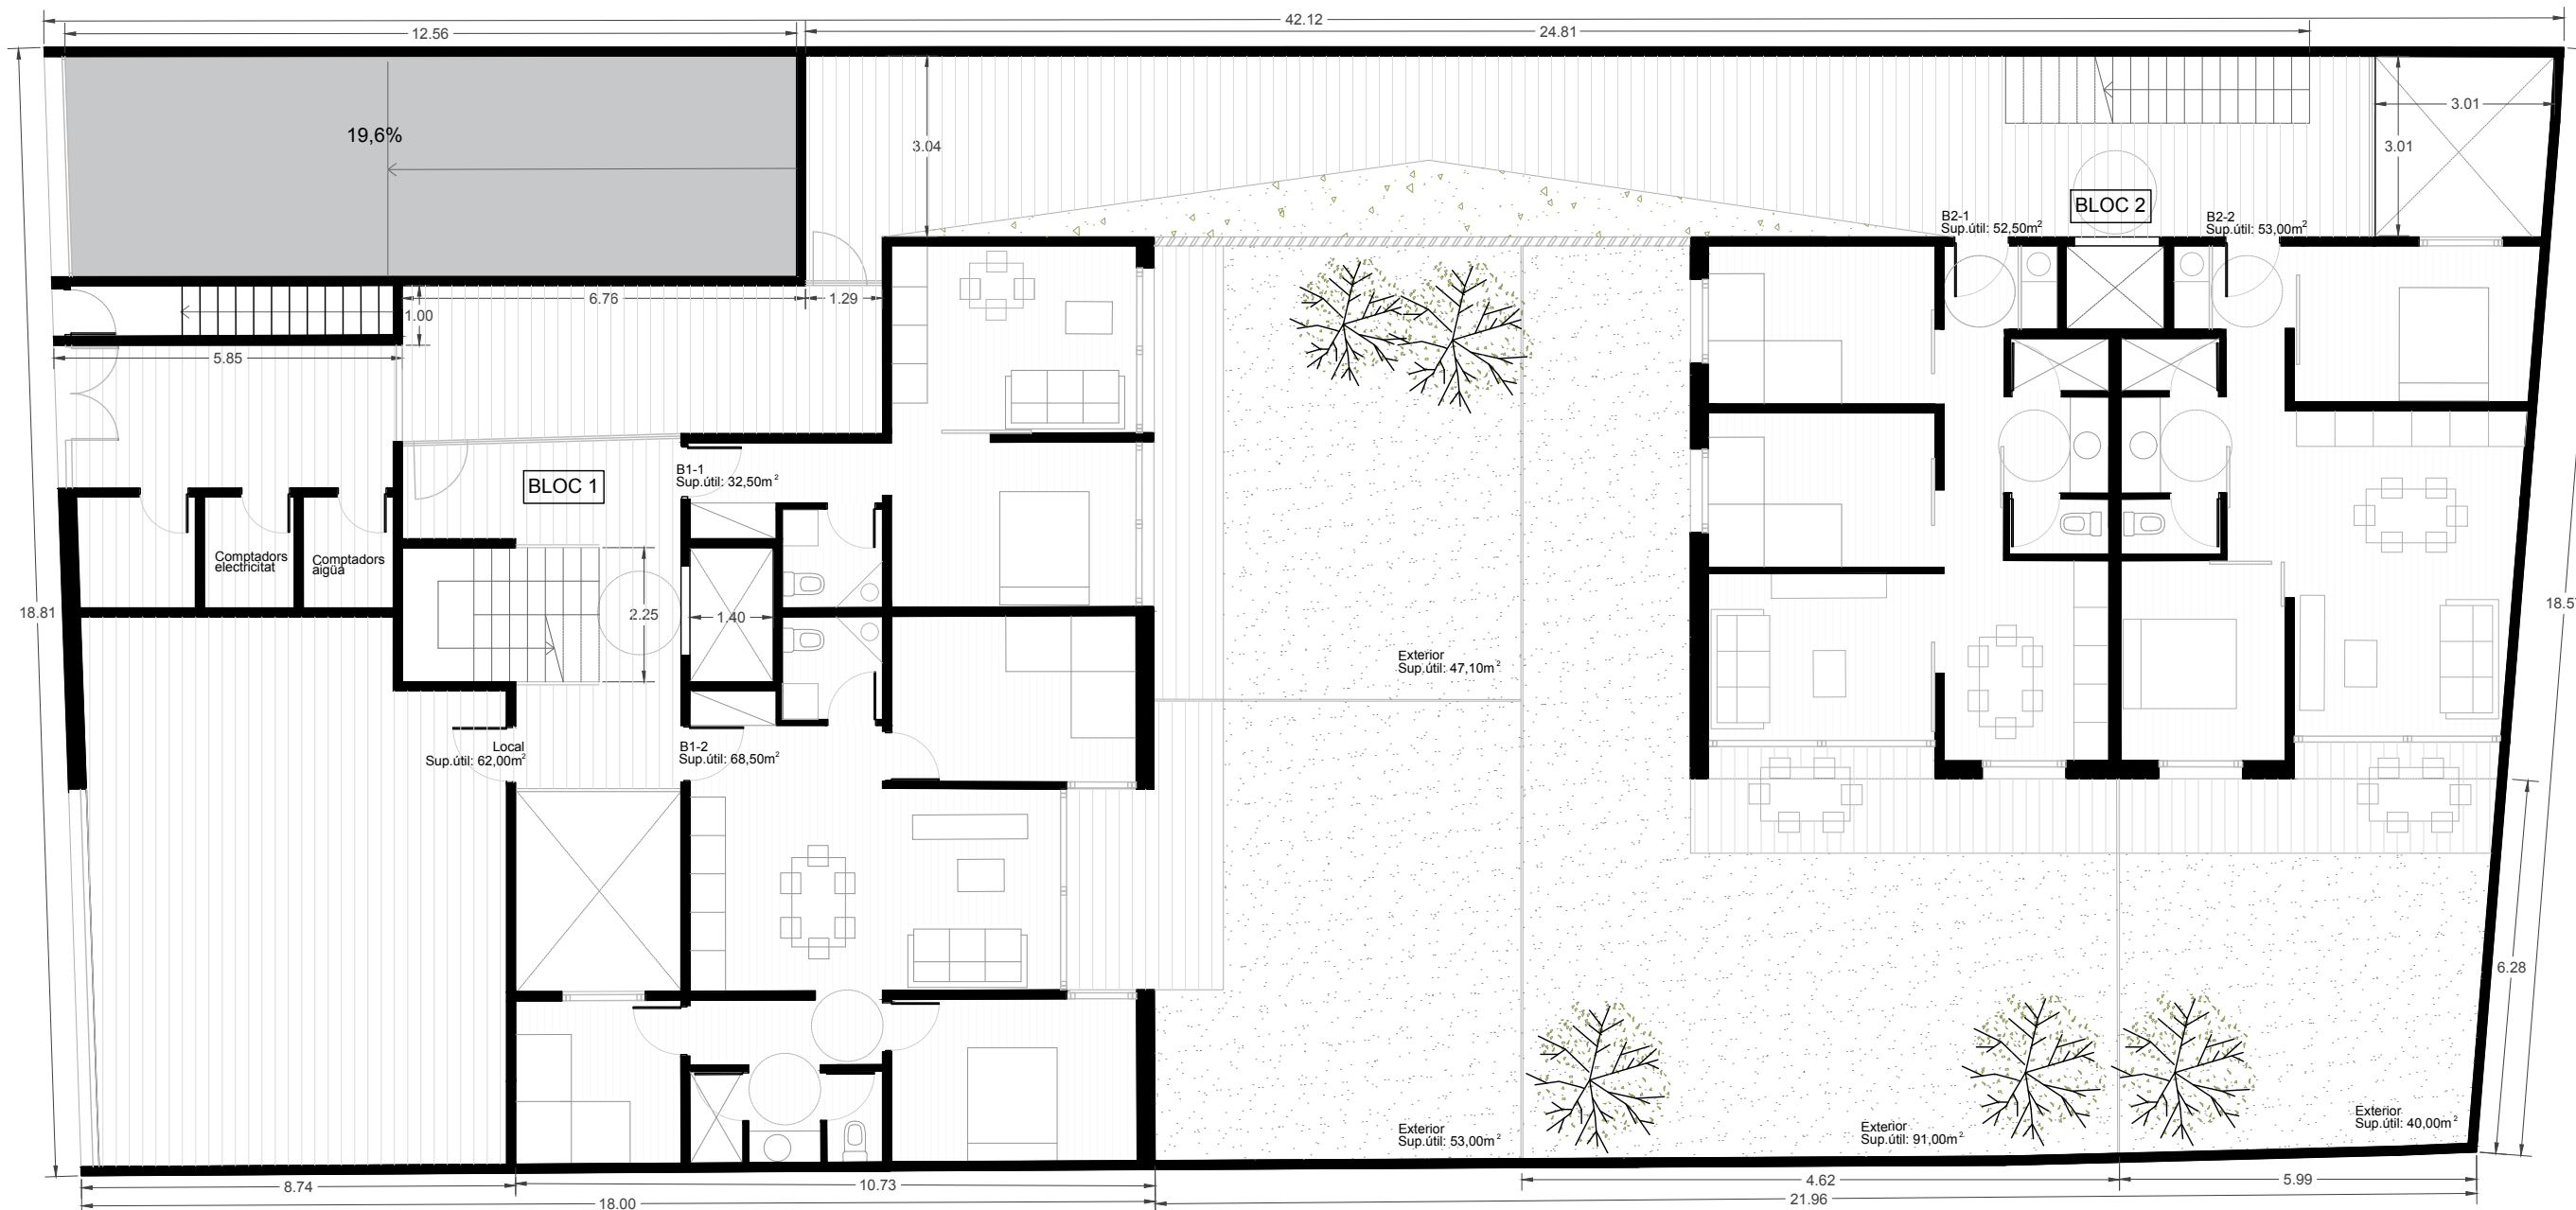 42.12
12.56
24.81
19,6%
3.04
3.01
3.01
BLOC 2
B2-1
Sup.útil: 52,50m²
B2-2
Sup.útil: 53,00m²
6.76
1.29
1.00
5.85
B1-1
Sup.útil: 32,50m²
BLOC 1
Comptadors
electricitat
Comptadors
aigüa
18.81
2.25
1.40
Exterior
Sup.útil: 47,10m²
Local
Sup.útil: 62,00m²
B1-2
Sup.útil: 68,50m²
6.28
Exterior
Sup.útil: 53,00m²
Exterior
Sup.útil: 91,00m²
Exterior
Sup.útil: 40,00m²
8.74
10.73
4.62
5.99
18.00
21.96